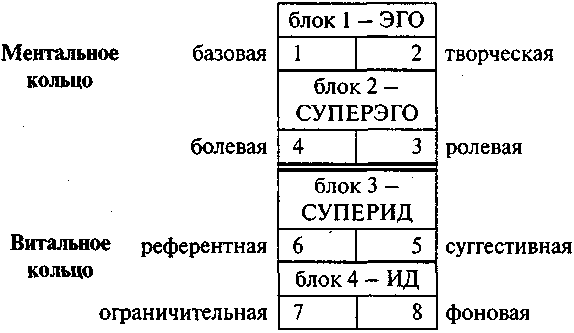 блок 1 – ЭГО
Ментальное кольцо
базовая 1 2 творческая
блок 2 –
СУПЕРЭГО
болевая 4 3 ролевая
блок 3 –
СУПЕРИД
Витальное кольцо
референтная 6 5 суггестивная
блок 4 – ИД
ограничительная 7 8 фоновая